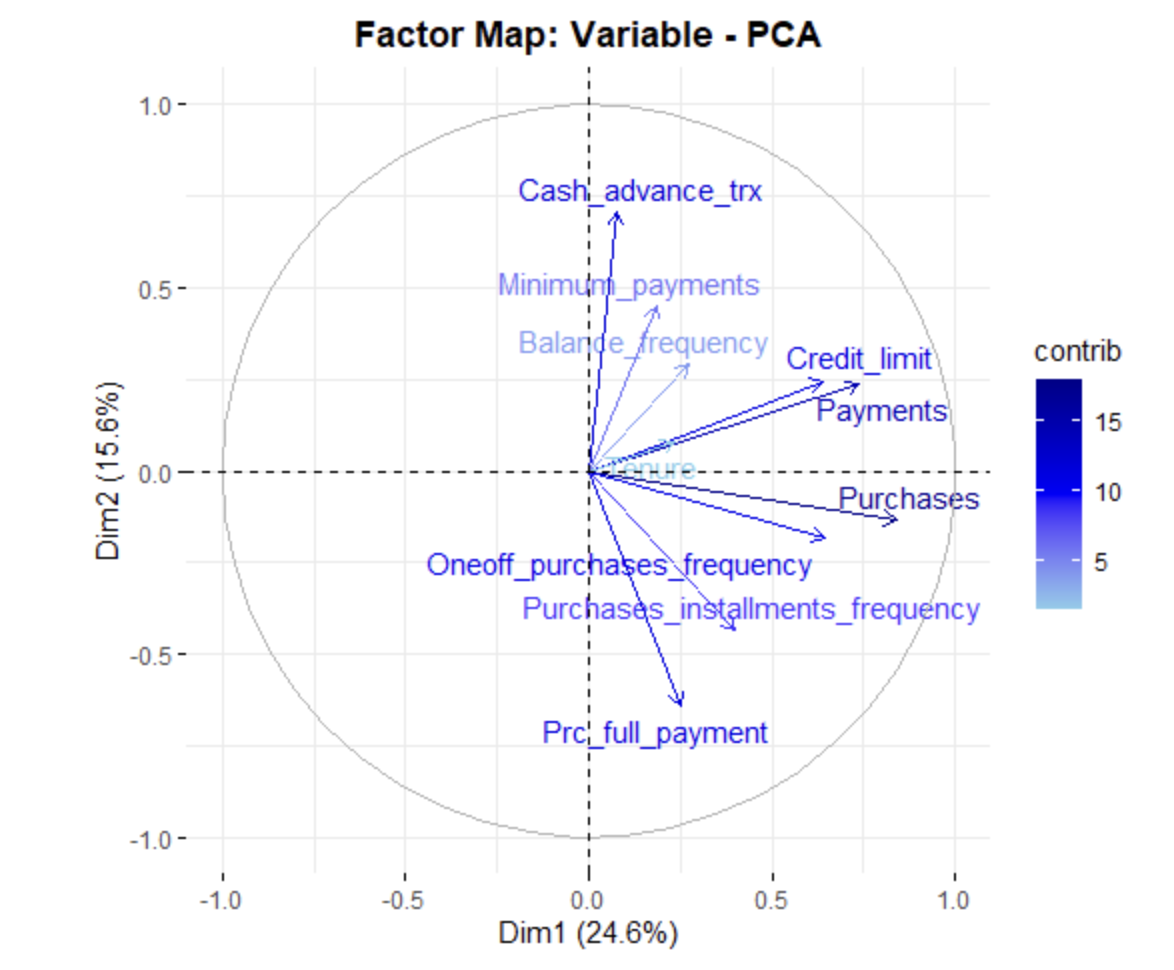 Factor Map: Variable - PCA
1.0
0.5
0.0
-0.5
-1.0
Dim2 (15.6%)
Cash_advance_trx
Minimum_payments
Balance_frequency
Credit_limit
Payments
Tenure
Purchases
Oneoff_purchases_frequency
Purchases_installments_frequency
Prc_full_payment
-1.0 -0.5 0.0 0.5 1.0
Dim1 (24.6%)
contrib
15
10
5